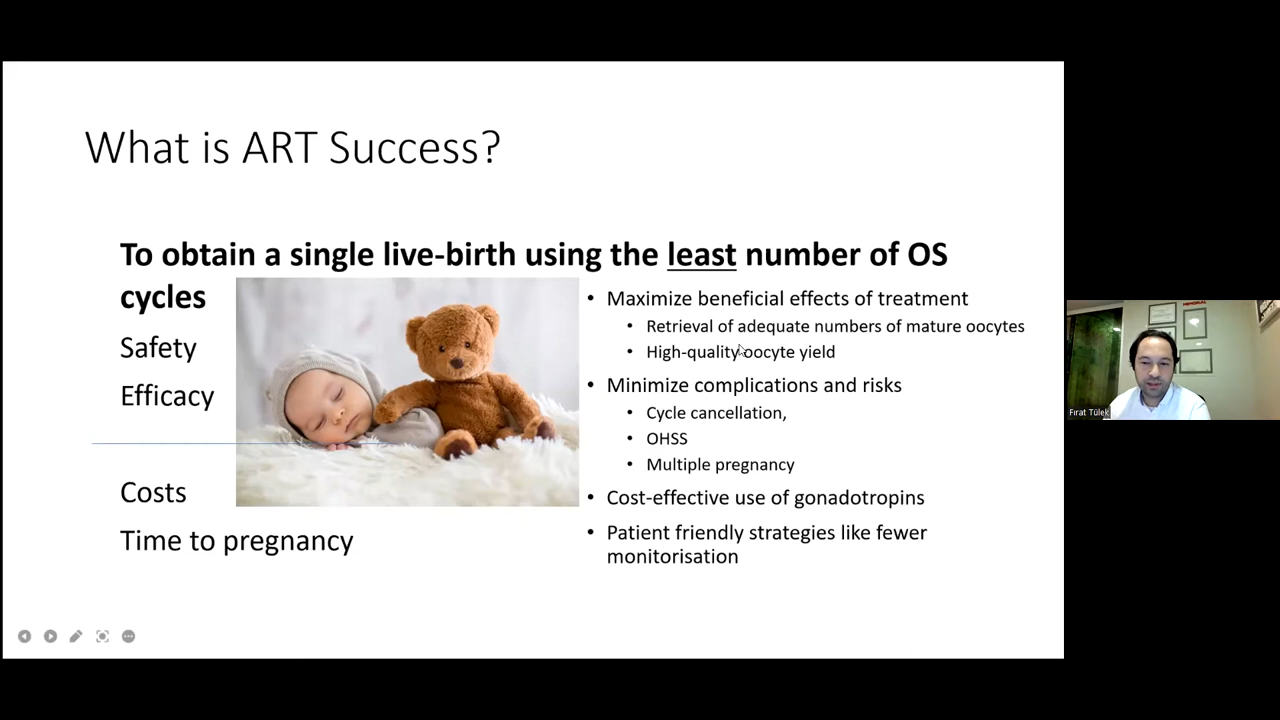 What is ART Success?
To obtain a single live-birth using the least number of OS
cycles
Safety
Efficacy
Costs
Time to pregnancy
• Maximize beneficial effects of treatment
• Retrieval of adequate numbers of mature oocytes
• High-quality oocyte yield
• Minimize complications and risks
• Cycle cancellation,
• OHSS
• Multiple pregnancy
• Cost-effective use of gonadotropins
• Patient friendly strategies like fewer
monitorisation
Fırat Tülek